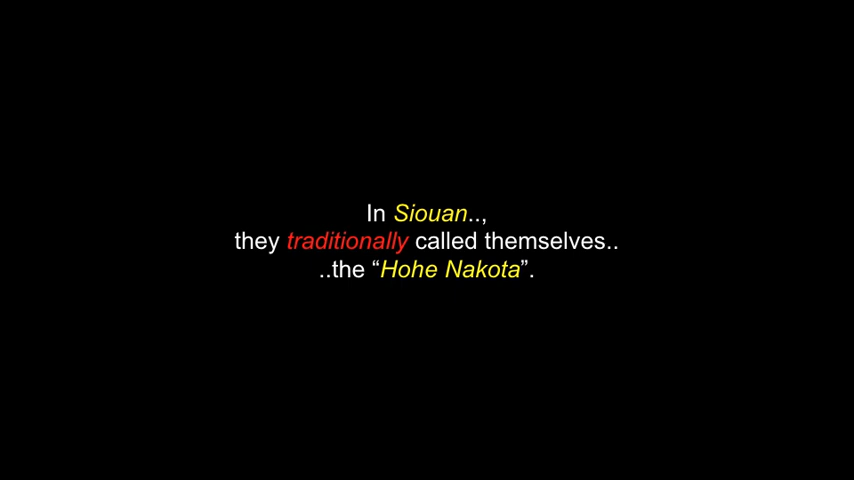 In Siouan..,
they traditionally called themselves..
..the “Hohe Nakota”.